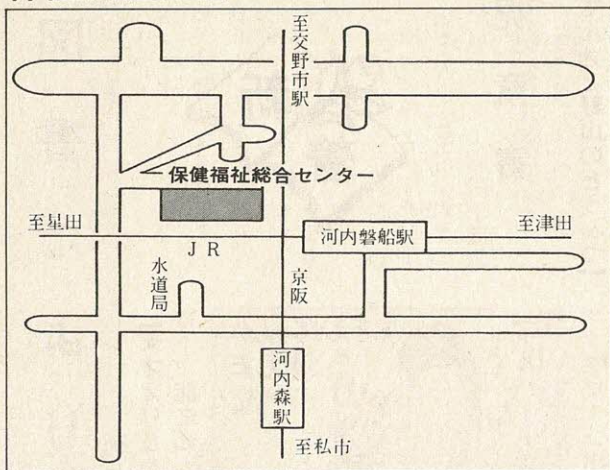 至交野市駅
保健福祉総合センター
至星田
河内磐船駅
至津田
JR
水道局
京阪
河内森駅
至私市